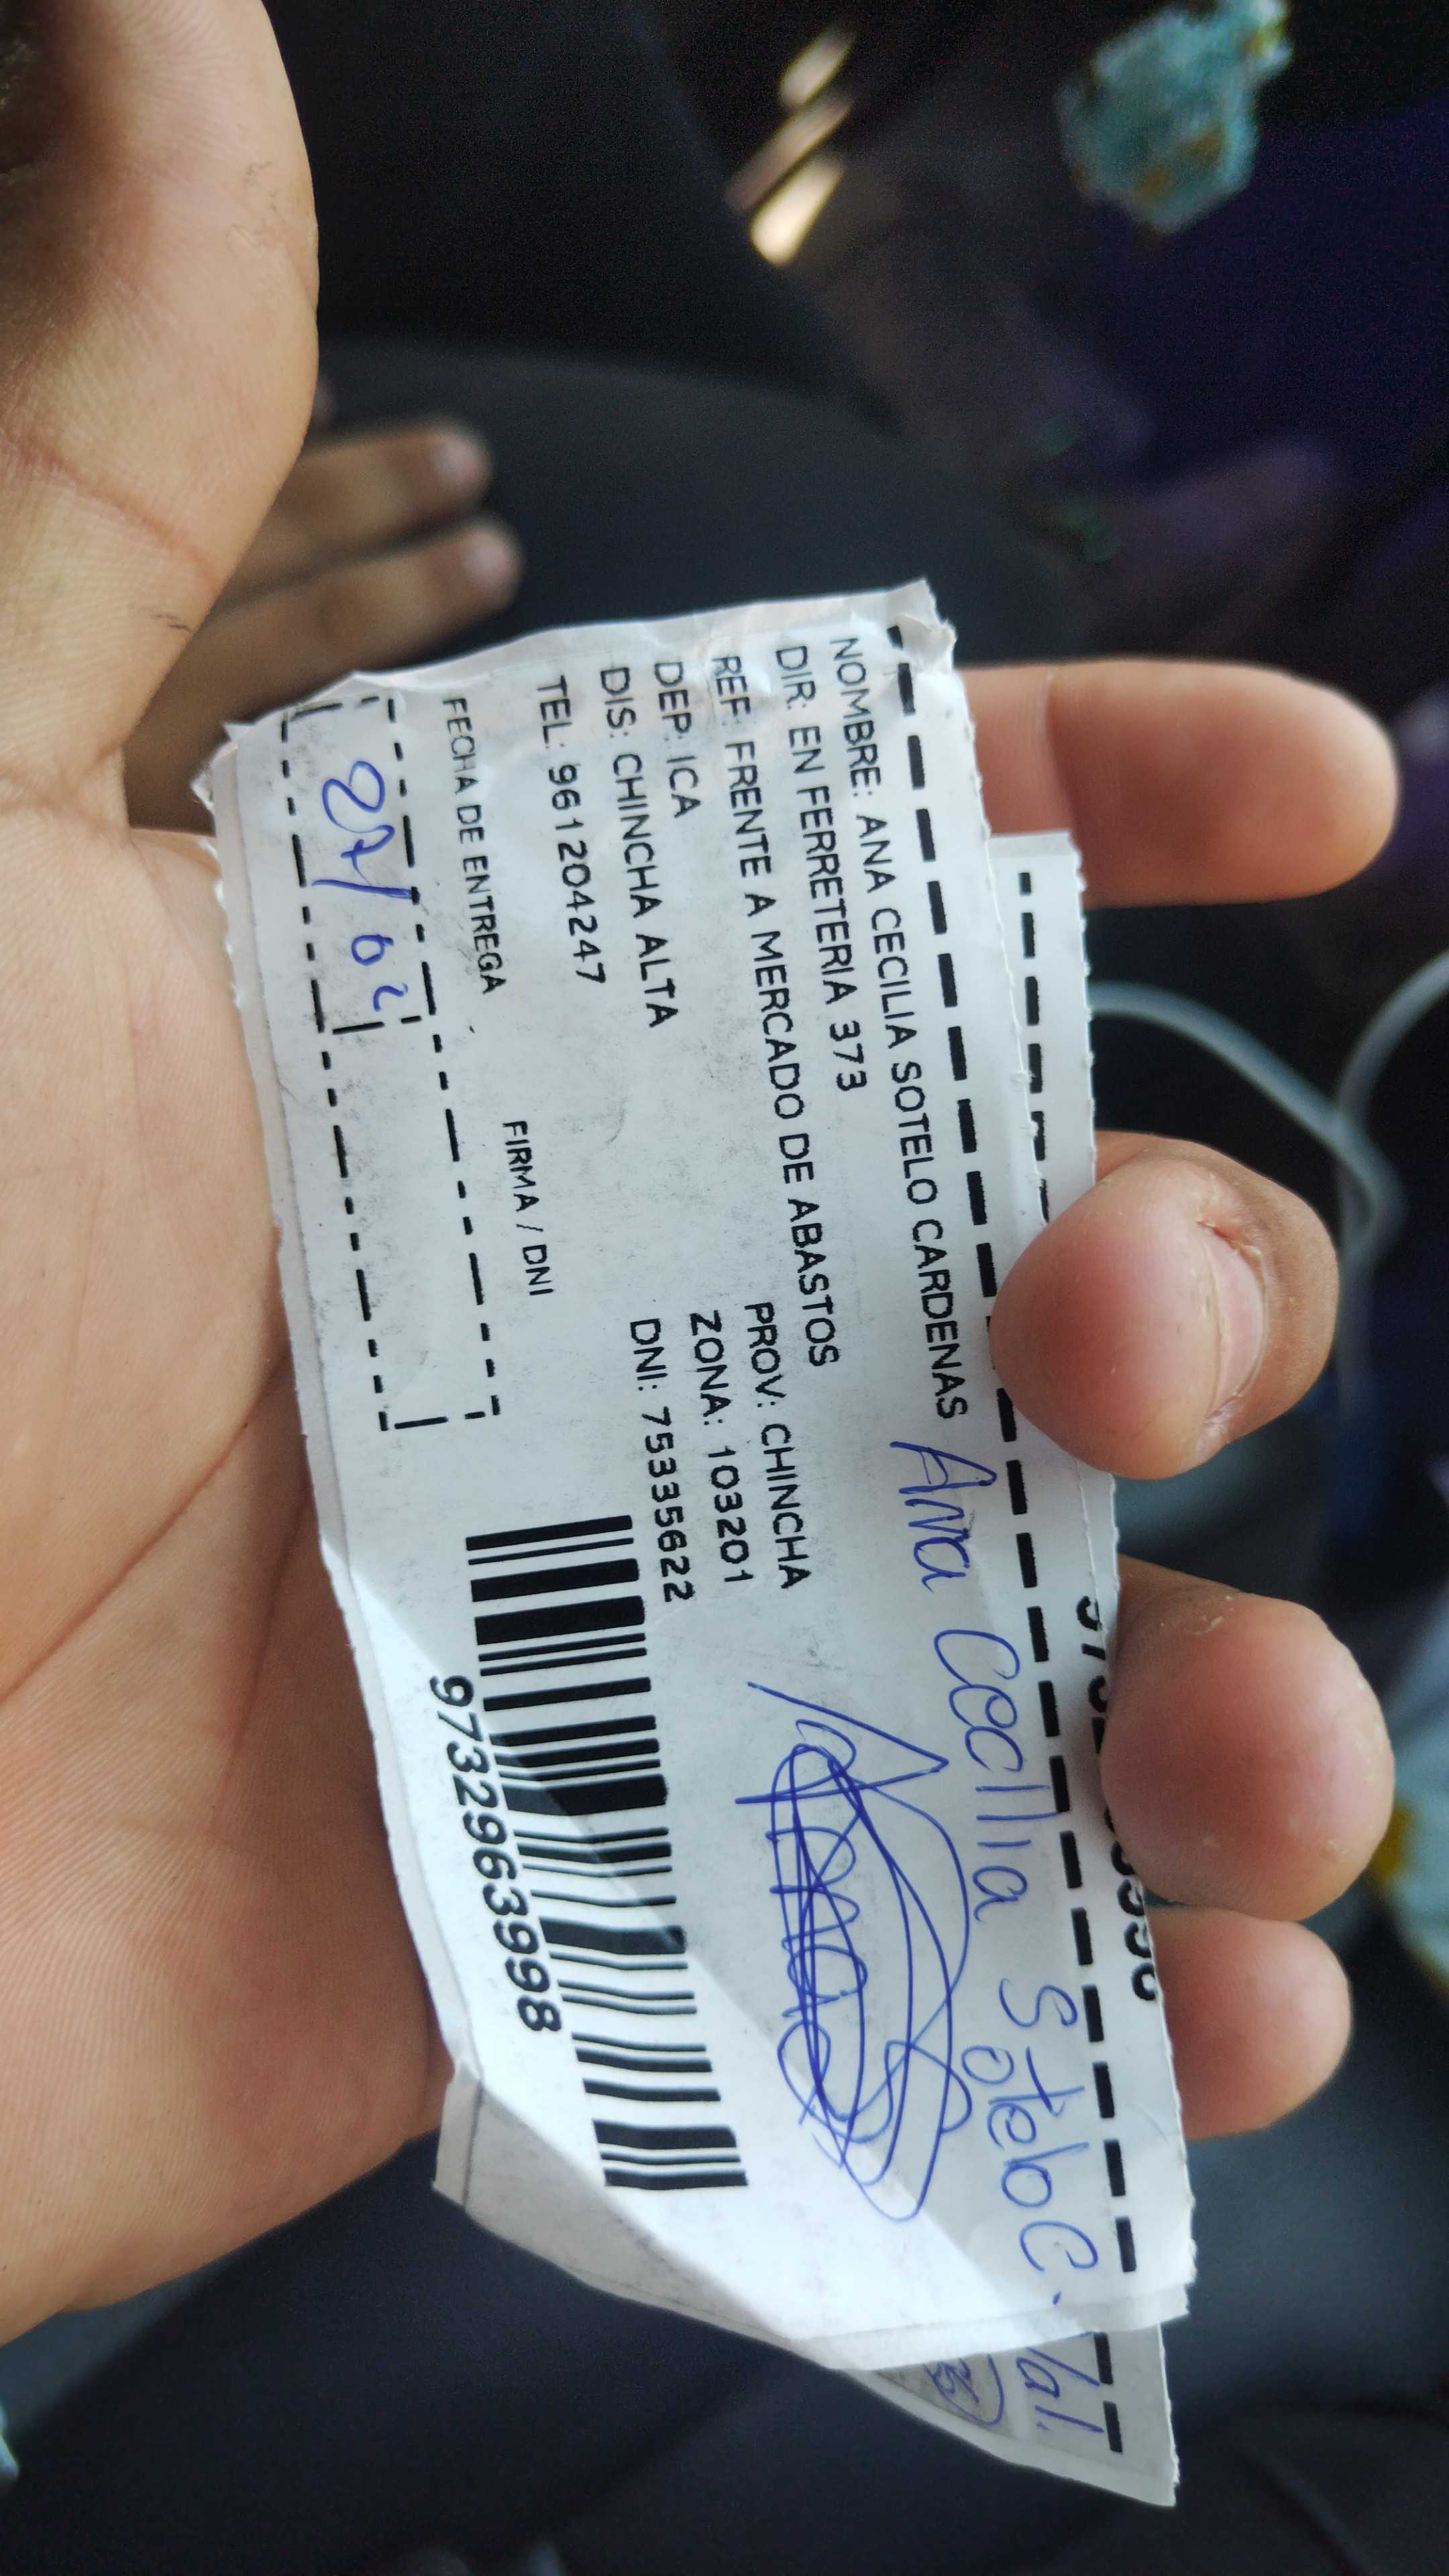 NOMBRE: ANA CECILIA SOTELO CARDENAS Ana Cecilia Sotelo C.
DIR: EN FERRETERIA 373
REF: FRENTE A MERCADO DE ABASTOS
DEP: ICA PROV: CHINCHA
DIS: CHINCHA ALTA ZONA: 103201
TEL: 961204247 DNI: 75335622
FECHA DE ENTREGA FIRMA / DNI
27/02
973296963998